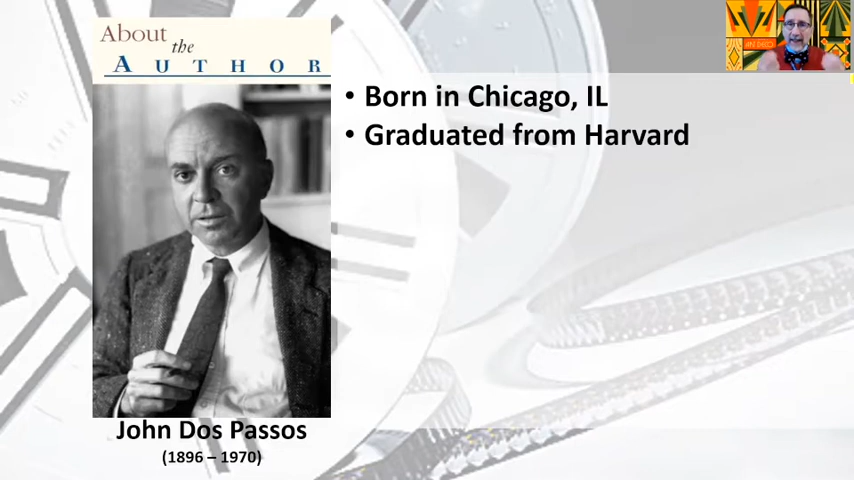 About
the
AUTHOR
• Born in Chicago, IL
• Graduated from Harvard
John Dos Passos
(1896 – 1970)